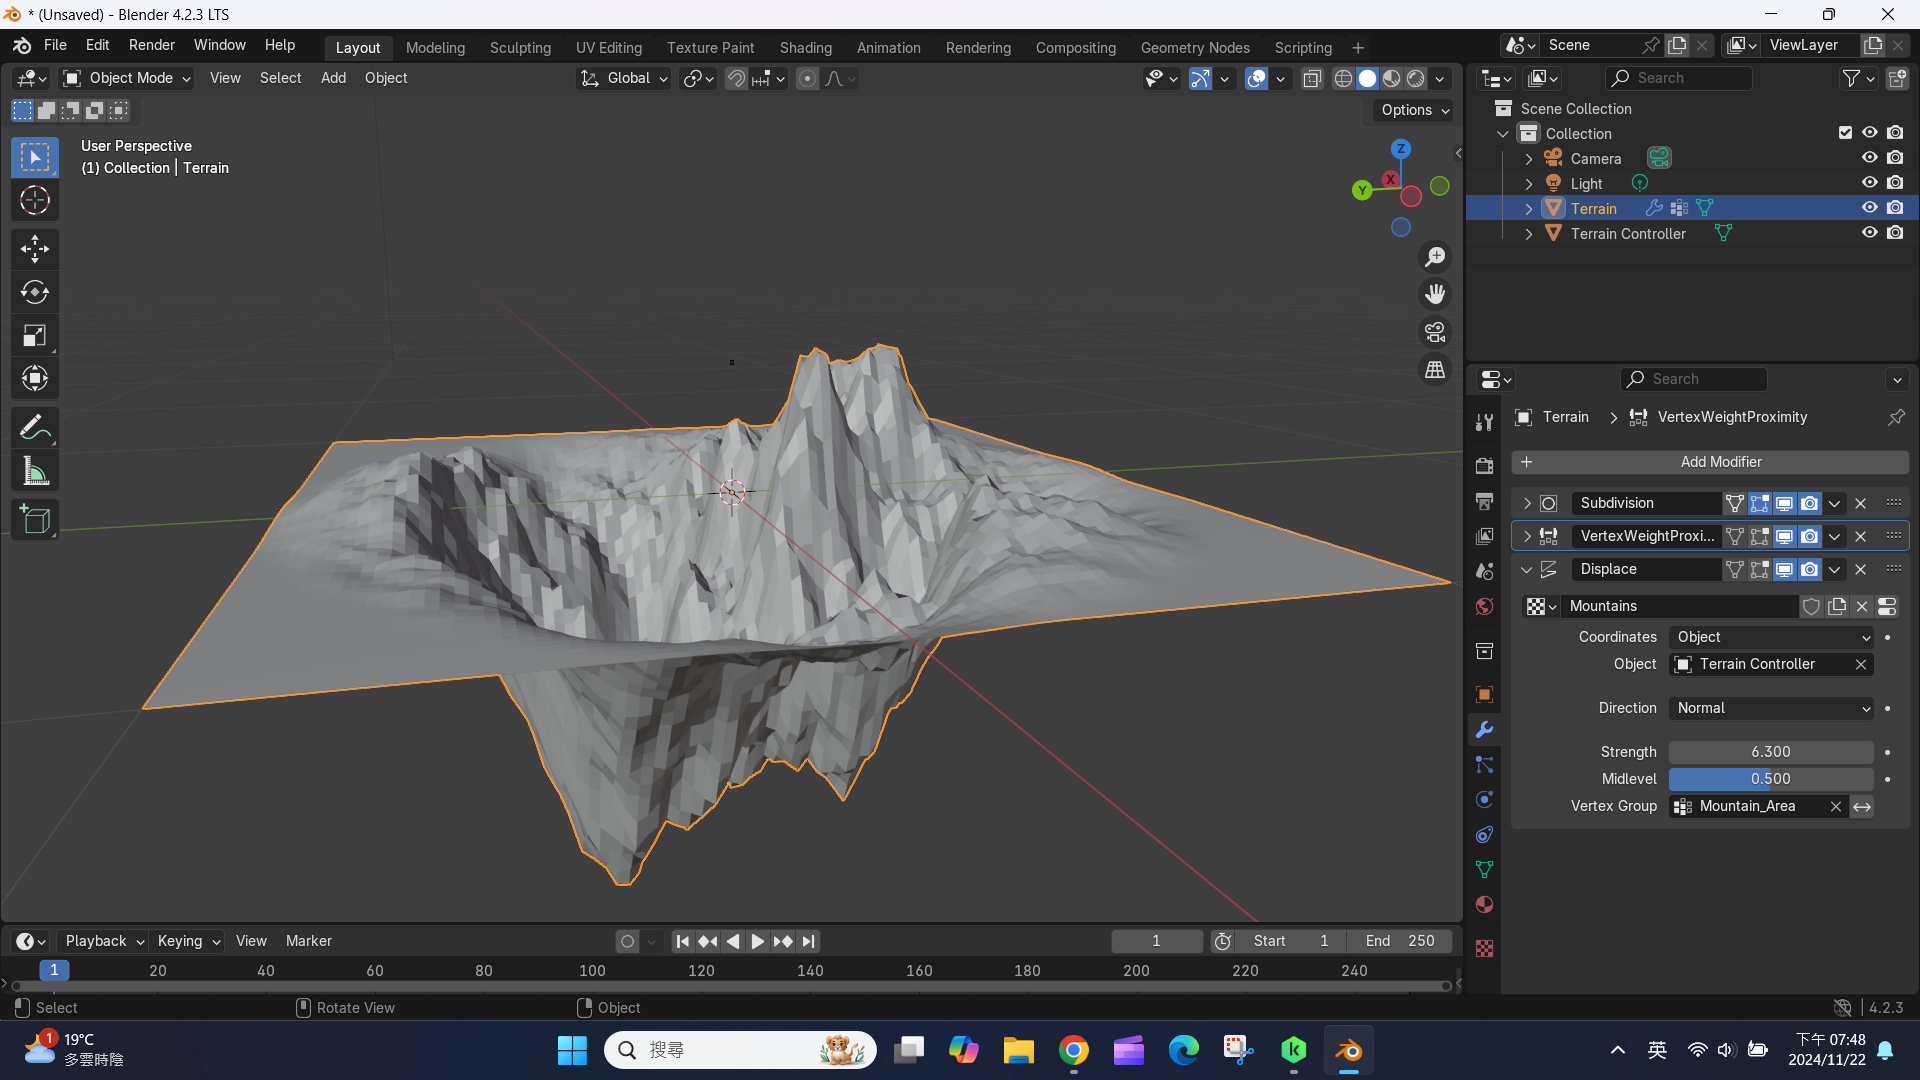 * (Unsaved) - Blender 4.2.3 LTS
File Edit Render Window Help Layout Modeling Sculpting UV Editing Texture Paint Shading Animation Rendering Compositing Geometry Nodes Scripting + Scene ViewLayer
Object Mode View Select Add Object Global Search
Options
User Perspective
(1) Collection | Terrain
Z
Y
X
Scene Collection
Collection
Camera
Light
Terrain
Terrain Controller
Search
Terrain > VertexWeightProximity
+ Add Modifier
Subdivision
VertexWeightProxi...
Displace
Mountains
Coordinates Object
Object Terrain Controller
Direction Normal
Strength 6.300
Midlevel 0.500
Vertex Group Mountain_Area
Playback Keying View Marker 1 Start 1 End 250
1 20 40 60 80 100 120 140 160 180 200 220 240
Select Rotate View Object 4.2.3
1 19°C
多雲時陰
搜尋
英
下午 07:48
2024/11/22